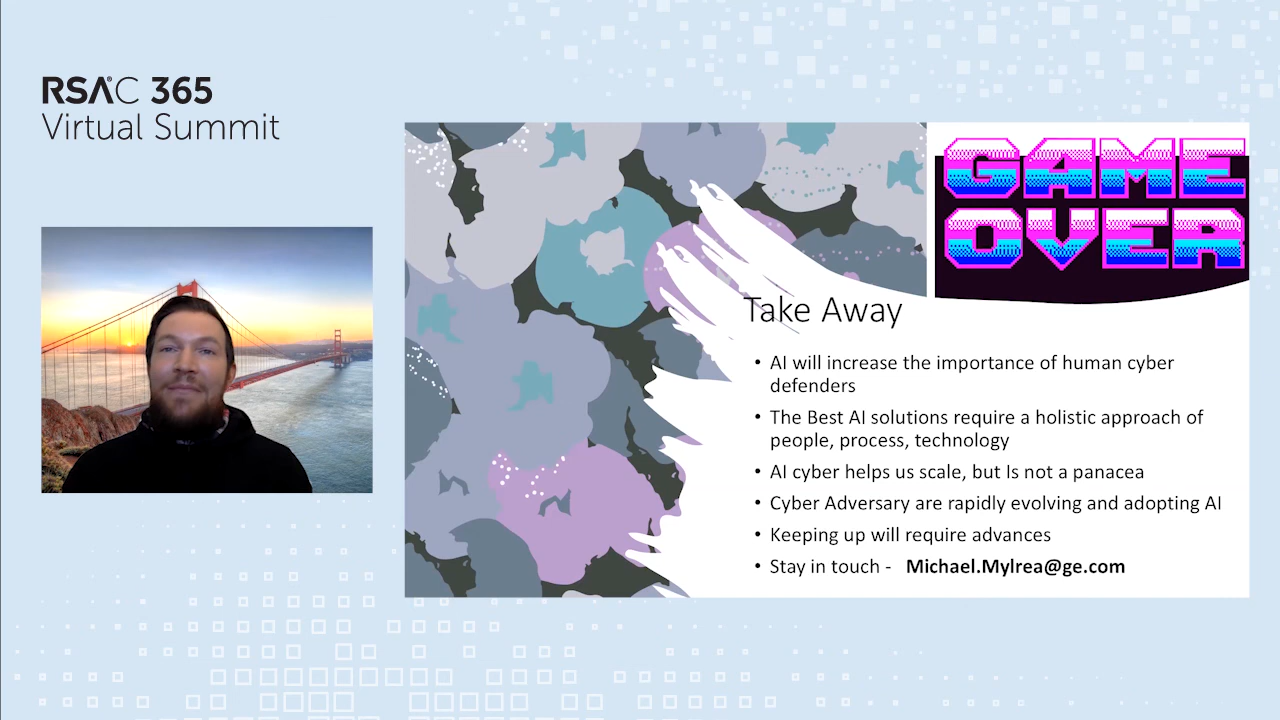 RSAC 365
Virtual Summit
GAME
OVER
Take Away
• AI will increase the importance of human cyber
defenders
• The Best AI solutions require a holistic approach of
people, process, technology
• AI cyber helps us scale, but Is not a panacea
• Cyber Adversary are rapidly evolving and adopting AI
• Keeping up will require advances
• Stay in touch - Michael.Mylrea@ge.com